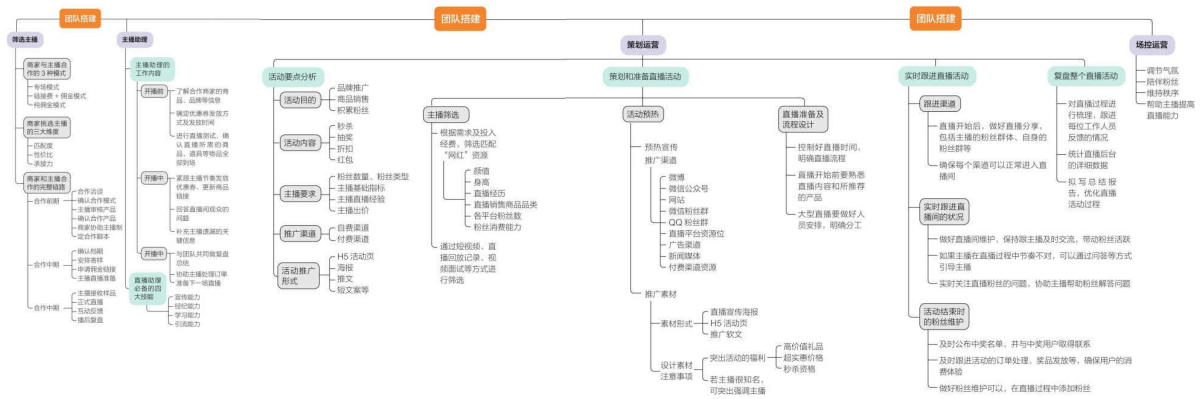 团队搭建
筛选主播
商家与主播合
作的3种模式
专场模式
链接费+佣金模式
纯佣金模式
商家挑选主播
的三大维度
匹配度
性价比
承接力
商家和主播合
作的完整链路
合作前期
合作洽谈
确认合作模式
主播审核产品
确认合作产品
商家协助主播制
定合作脚本
合作中期
确认档期
安排寄样
申请佣金链接
主播直播准备
合作中期
主播接收样品
正式直播
互动反馈
播后复盘
主播助理
主播助理的
工作内容
开播前
了解合作商家的商
品、品牌等信息
确定优惠券发放方
式及发放时间
进行直播测试，确
认直播所需的商
品、道具等物品全
部到场
开播中
紧跟主播节奏发放
优惠券、更新商品
链接
回答直播间观众的
问题
补充主播遗漏的关
键信息
开播中
与团队共同做复盘
总结
协助主播处理订单
准备下一场直播
直播助理
必备的四
大技能
宣传能力
经纪能力
学习能力
引流能力
团队搭建
策划运营
活动要点分析
活动目的
品牌推广
商品销售
积累粉丝
活动内容
秒杀
抽奖
折扣
红包
主播要求
粉丝数量、粉丝类型
主播基础指标
主播直播经验
主播出价
推广渠道
自费渠道
付费渠道
活动推广
形式
H5活动页
海报
推文
短文案等
策划和准备直播活动
主播筛选
根据需求及投入
经费，筛选匹配
“网红”资源
颜值
身高
直播经历
直播销售商品品类
各平台粉丝数
粉丝消费能力
通过短视频、直
播回放记录、视
频面试等方式进
行筛选
活动预热
预热宣传
推广渠道
微博
微信公众号
网站
微信粉丝群
QQ粉丝群
直播平台资源位
广告渠道
新闻媒体
付费渠道资源
推广素材
素材形式
直播宣传海报
H5活动页
推广软文
设计素材
注意事项
突出活动的福利
高价值礼品
超实惠价格
秒杀资格
若主播很知名，
可突出强调主播
直播准备及
流程设计
控制好直播时间，
明确直播流程
直播开始前要熟悉
直播内容和所推荐
的产品
大型直播要做好人
员安排，明确分工
团队搭建
实时跟进直播活动
跟进渠道
直播开始后，做好直播分享，
包括主播的粉丝群体、自身的
粉丝群等
确保每个渠道可以正常进入直
播间
实时跟进直
播间的状况
做好直播间维护，保持跟主播及时交流，带动粉丝活跃
如果主播在直播过程中节奏不对，可以通过问答等方式
引导主播
实时关注直播粉丝的问题，协助主播帮助粉丝解答问题
活动结束时
的粉丝维护
及时公布中奖名单，并与中奖用户取得联系
及时跟进活动的订单处理，奖品发放等，确保用户的消
费体验
做好粉丝维护可以，在直播过程中添加粉丝
复盘整个直播活动
对直播过程进
行梳理，跟进
每位工作人员
反馈的情况
统计直播后台
的详细数据
拟写总结报
告，优化直播
活动过程
场控运营
调节气氛
陪伴粉丝
维持秩序
帮助主播提高
直播能力